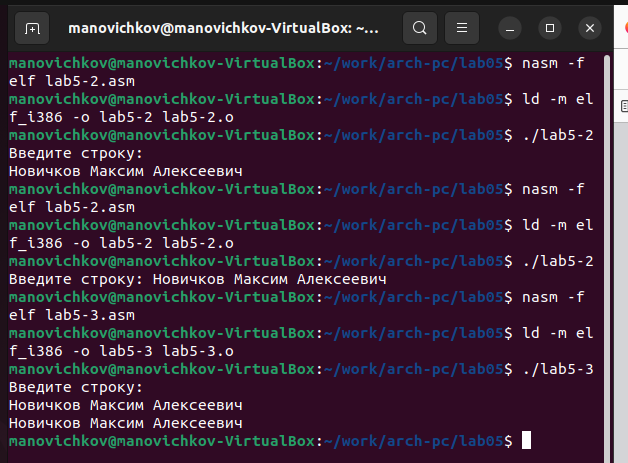 manovichkov@manovichkov-VirtualBox: ~...
manovichkov@manovichkov-VirtualBox:~/work/arch-pc/lab05$ nasm -f
elf lab5-2.asm
manovichkov@manovichkov-VirtualBox:~/work/arch-pc/lab05$ ld -m el
f_i386 -o lab5-2 lab5-2.o
manovichkov@manovichkov-VirtualBox:~/work/arch-pc/lab05$ ./lab5-2
Введите строку:
Новичков Максим Алексеевич
manovichkov@manovichkov-VirtualBox:~/work/arch-pc/lab05$ nasm -f
elf lab5-2.asm
manovichkov@manovichkov-VirtualBox:~/work/arch-pc/lab05$ ld -m el
f_i386 -o lab5-2 lab5-2.o
manovichkov@manovichkov-VirtualBox:~/work/arch-pc/lab05$ ./lab5-2
Введите строку: Новичков Максим Алексеевич
manovichkov@manovichkov-VirtualBox:~/work/arch-pc/lab05$ nasm -f
elf lab5-3.asm
manovichkov@manovichkov-VirtualBox:~/work/arch-pc/lab05$ ld -m el
f_i386 -o lab5-3 lab5-3.o
manovichkov@manovichkov-VirtualBox:~/work/arch-pc/lab05$ ./lab5-3
Введите строку:
Новичков Максим Алексеевич
Новичков Максим Алексеевич
manovichkov@manovichkov-VirtualBox:~/work/arch-pc/lab05$